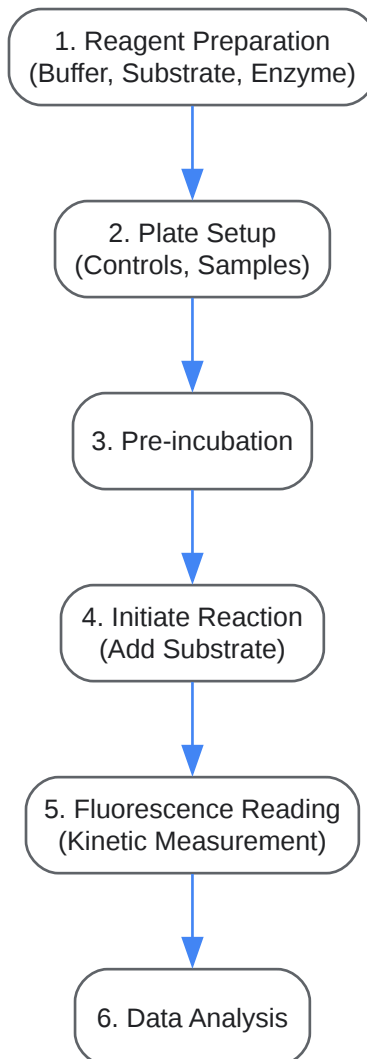 1. Reagent Preparation
(Buffer, Substrate, Enzyme)
2. Plate Setup
(Controls, Samples)
3. Pre-incubation
4. Initiate Reaction
(Add Substrate)
5. Fluorescence Reading
(Kinetic Measurement)
6. Data Analysis